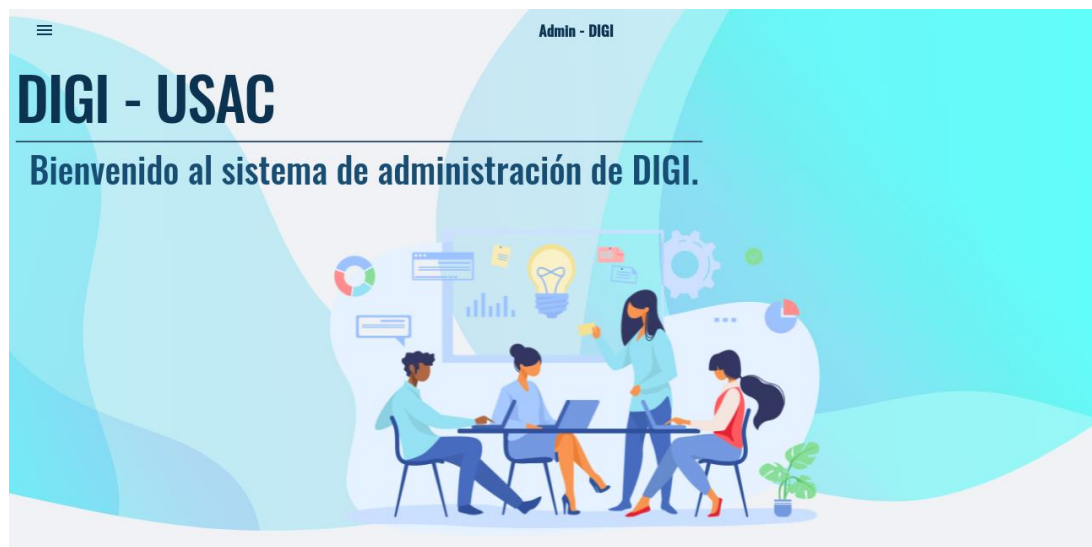 Admin - DIGI
DIGI - USAC
Bienvenido al sistema de administración de DIGI.